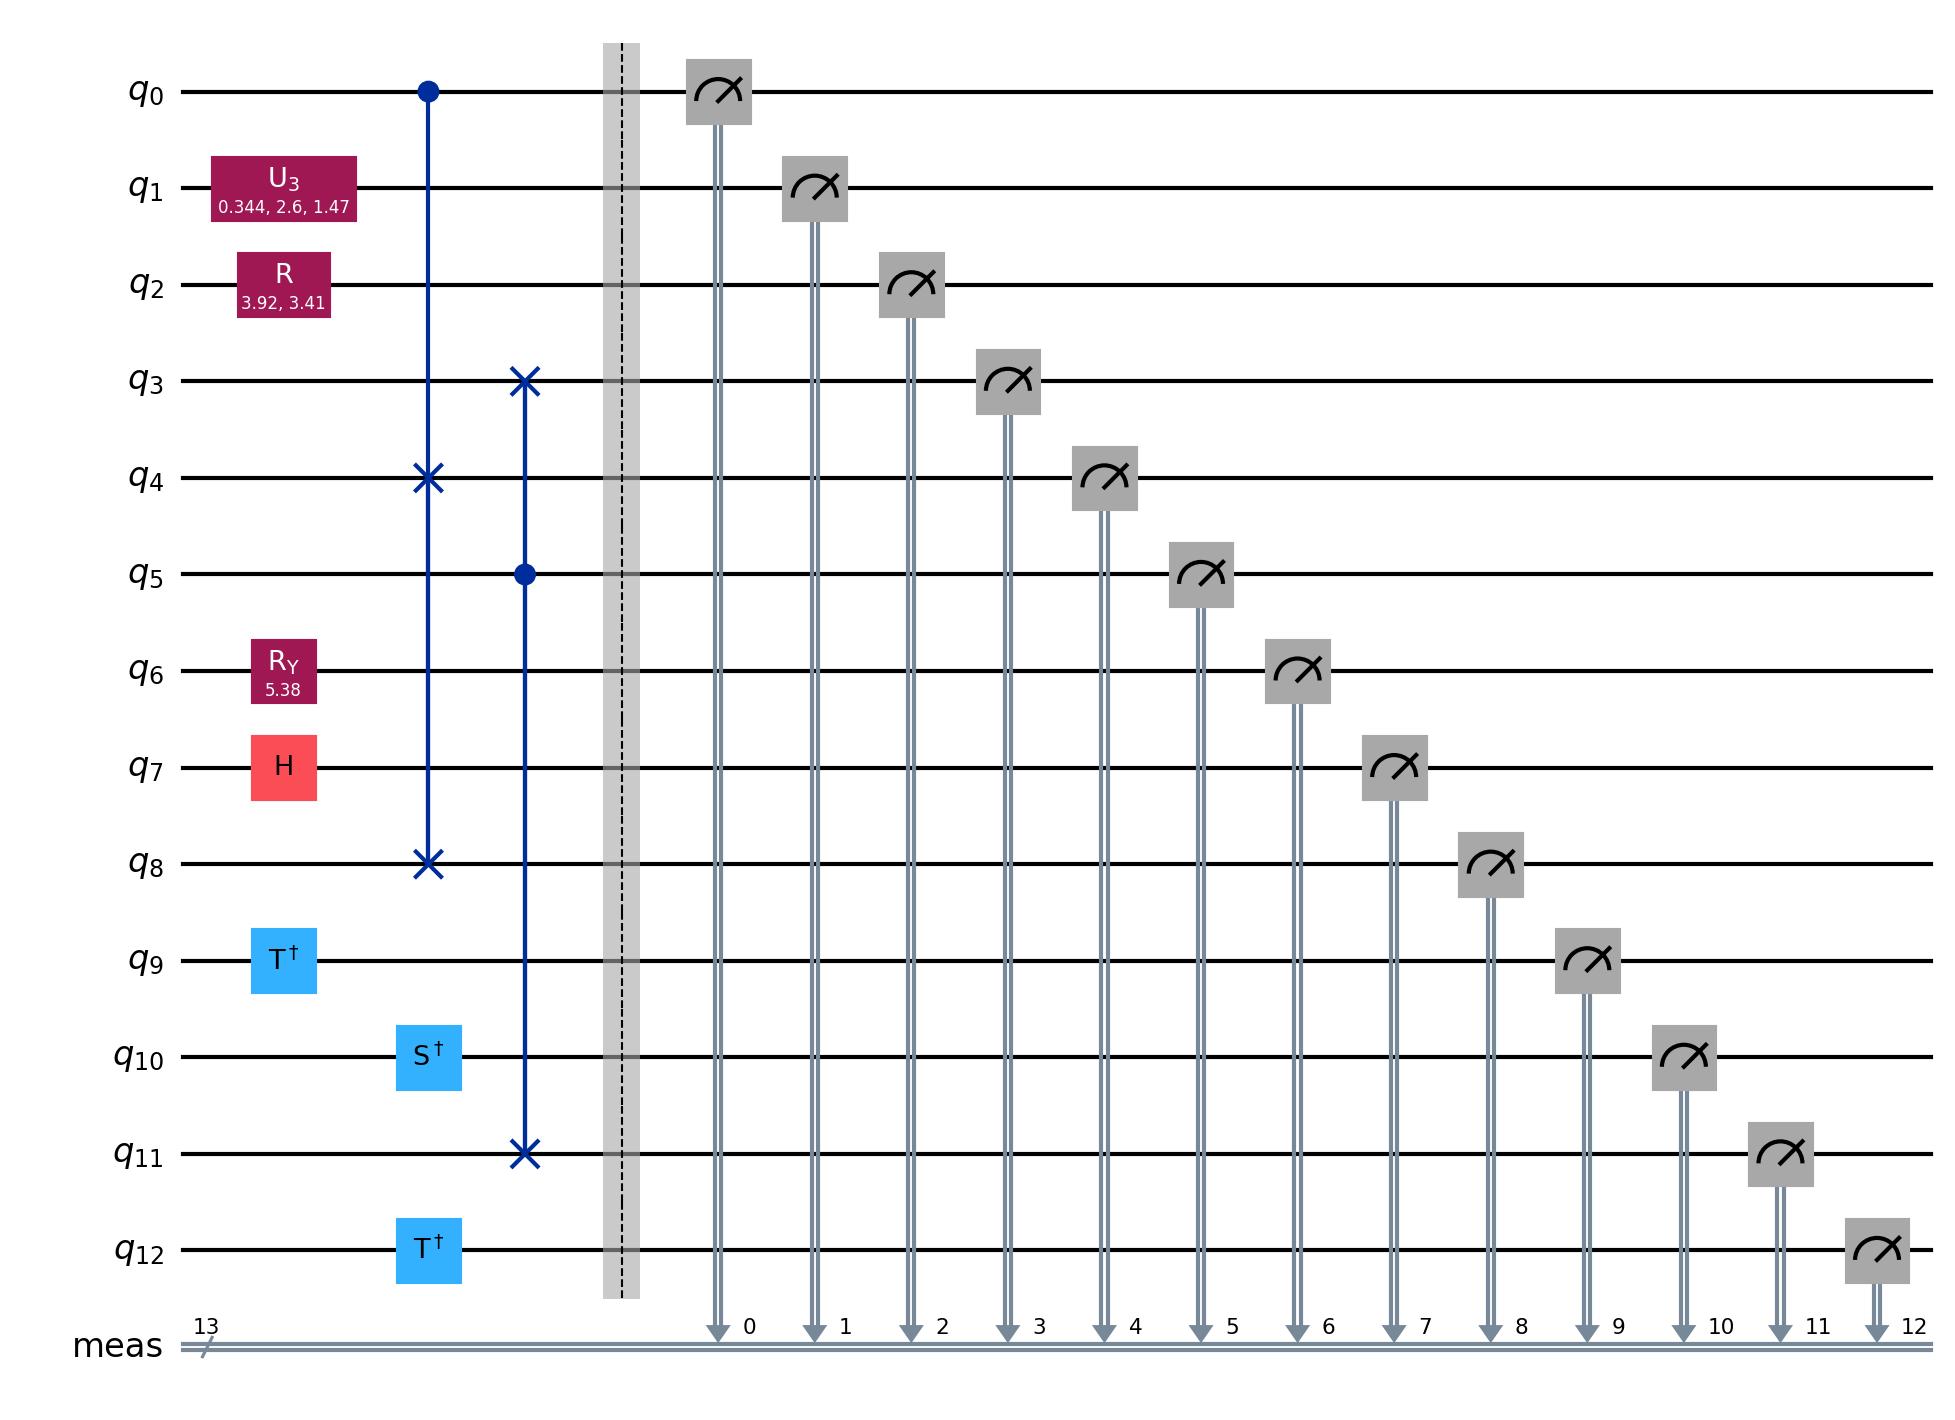 q0
q1
U3
0.344, 2.6, 1.47
q2
R
3.92, 3.41
q3
q4
q5
q6
RY
5.38
q7
H
q8
q9
T†
q10
S†
q11
q12
T†
13
0 1 2 3 4 5 6 7 8 9 10 11 12
meas